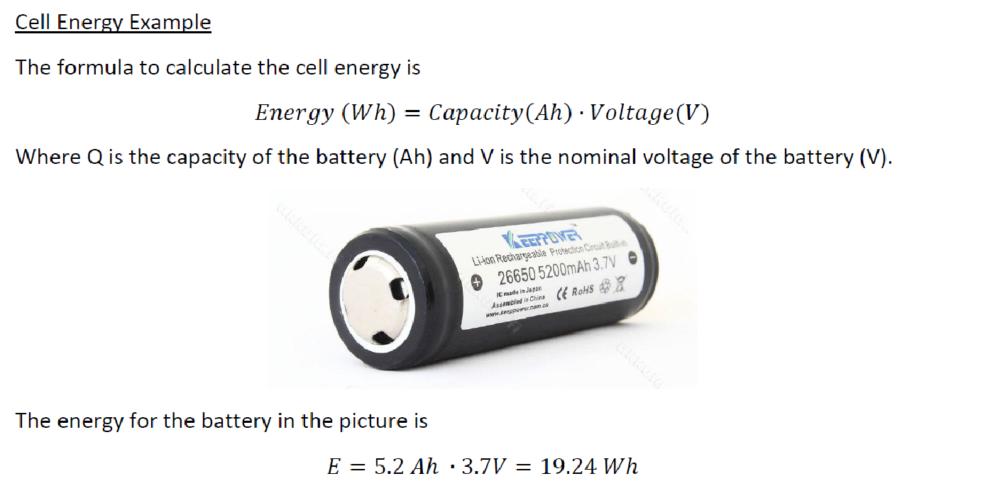 Cell Energy Example
The formula to calculate the cell energy is
Energy (Wh) = Capacity(Ah) · Voltage(V)
Where Q is the capacity of the battery (Ah) and V is the nominal voltage of the battery (V).
KEEPPOWER™
Li-ion Rechargeable Protection Circuit Built-in
+ 26650 5200mAh 3.7V −
IC made in Japan
Assembled in China CE RoHS
www.keeppower.com.cn
The energy for the battery in the picture is
E = 5.2 Ah · 3.7V = 19.24 Wh